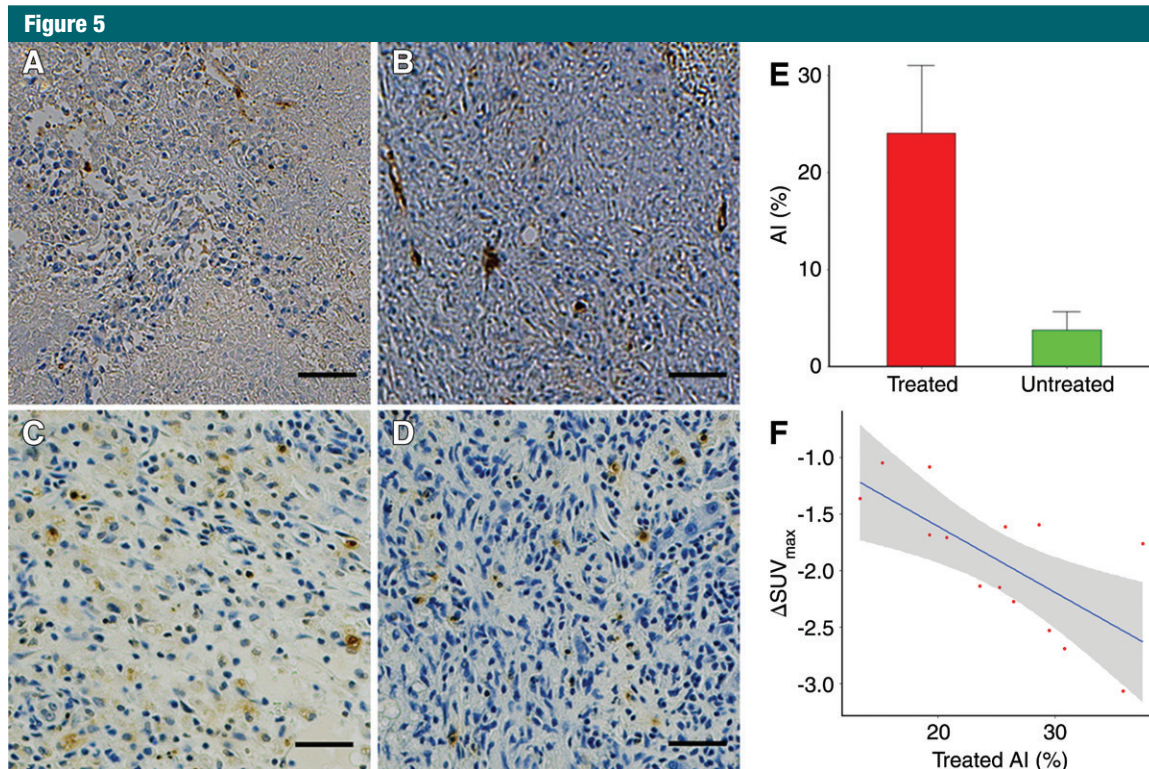 Figure 5
A
B
C
D
E
30
20
10
0
AI (%)
Treated
Untreated
F
-1.0
-1.5
-2.0
-2.5
-3.0
ΔSUVmax
20
30
Treated AI (%)